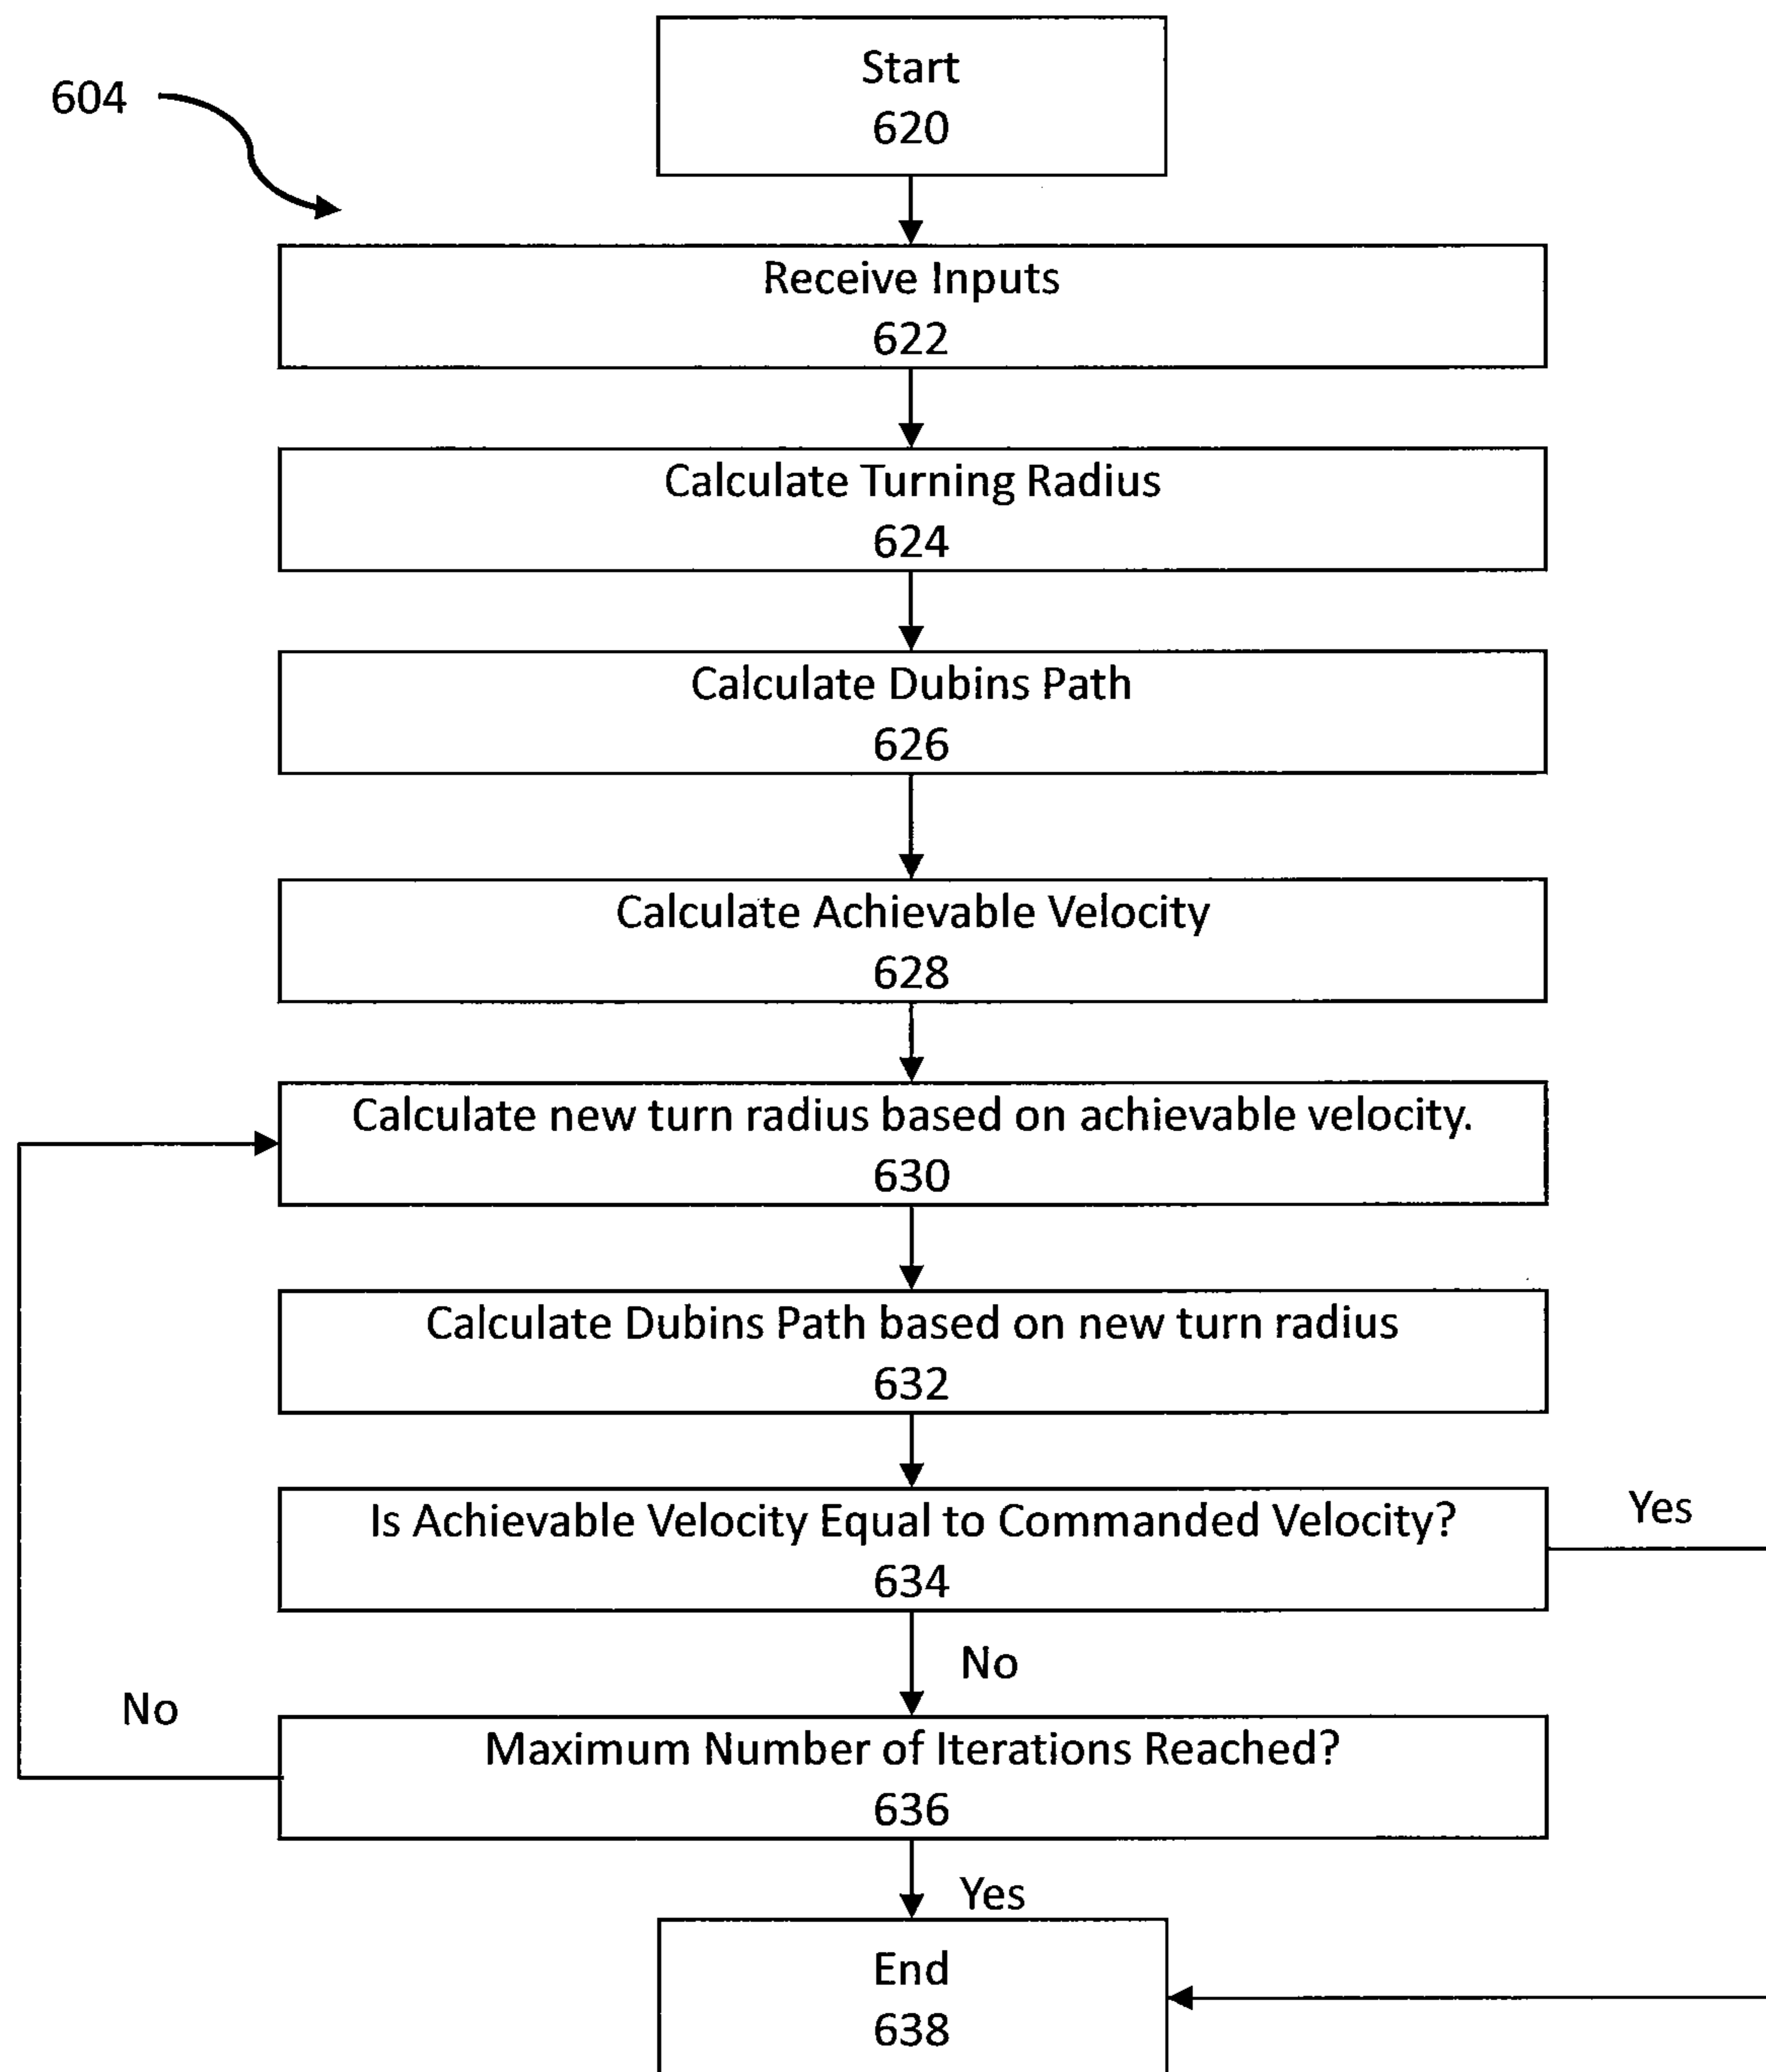 Start
620
604
Receive Inputs
622
Calculate Turning Radius
624
Calculate Dubins Path
626
Calculate Achievable Velocity
628
Calculate new turn radius based on achievable velocity.
630
Calculate Dubins Path based on new turn radius
632
Is Achievable Velocity Equal to Commanded Velocity?
634
Yes
No
No
Maximum Number of Iterations Reached?
636
Yes
End
638